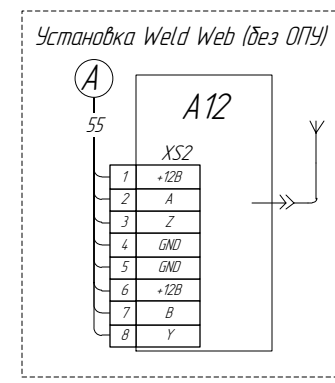 Установка Weld Web (без ОПУ)
А
55
А12
XS2
1 +12В
2 A
3 Z
4 GND
5 GND
6 +12В
7 B
8 Y